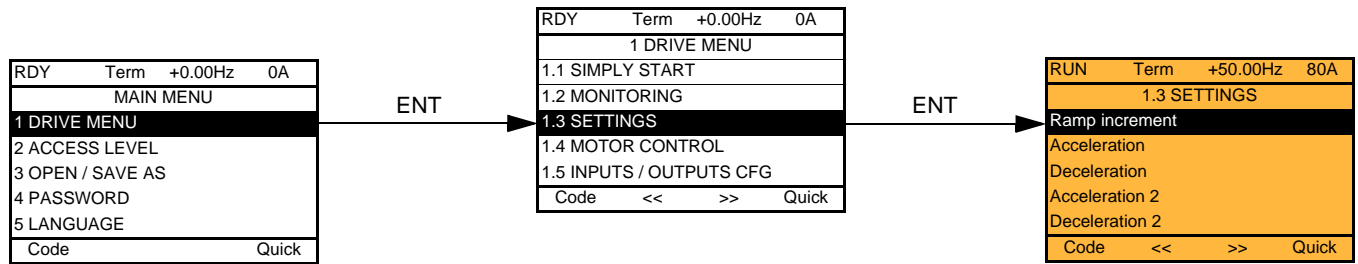 RDY Term +0.00Hz 0A
MAIN MENU
1 DRIVE MENU
2 ACCESS LEVEL
3 OPEN / SAVE AS
4 PASSWORD
5 LANGUAGE
Code Quick
ENT
RDY Term +0.00Hz 0A
1 DRIVE MENU
1.1 SIMPLY START
1.2 MONITORING
1.3 SETTINGS
1.4 MOTOR CONTROL
1.5 INPUTS / OUTPUTS CFG
Code << >> Quick
ENT
RUN Term +50.00Hz 80A
1.3 SETTINGS
Ramp increment
Acceleration
Deceleration
Acceleration 2
Deceleration 2
Code << >> Quick